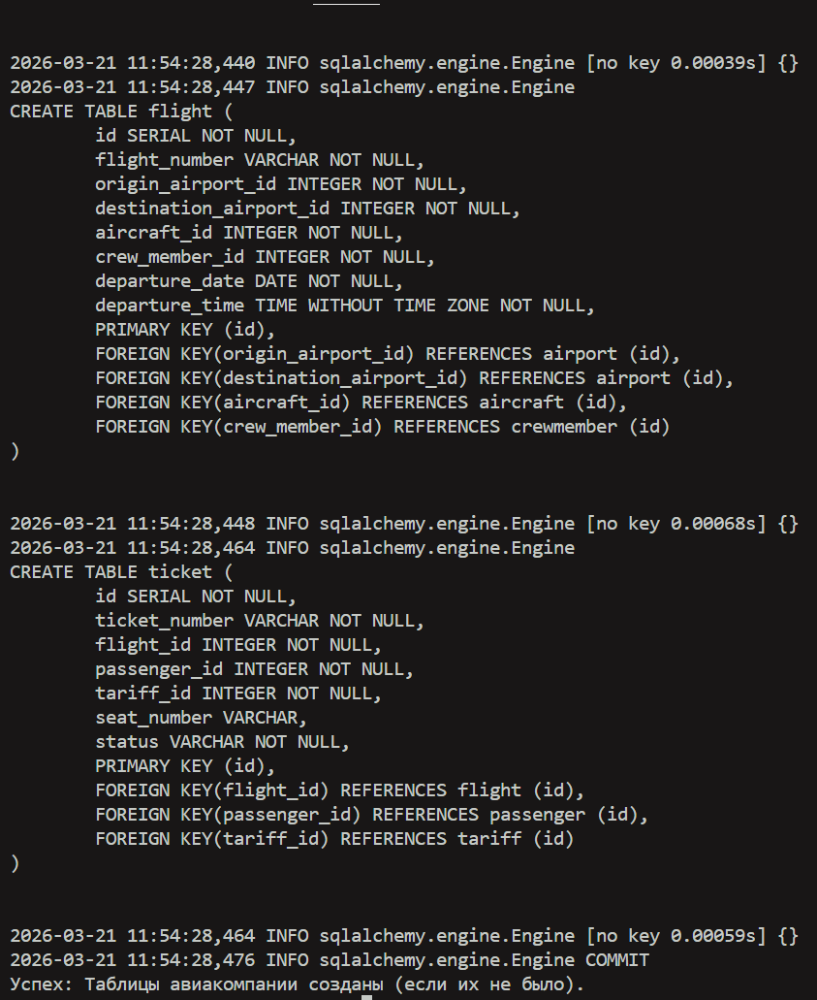 2026-03-21 11:54:28,440 INFO sqlalchemy.engine.Engine [no key 0.00039s] {}
2026-03-21 11:54:28,447 INFO sqlalchemy.engine.Engine
CREATE TABLE flight (
        id SERIAL NOT NULL,
        flight_number VARCHAR NOT NULL,
        origin_airport_id INTEGER NOT NULL,
        destination_airport_id INTEGER NOT NULL,
        aircraft_id INTEGER NOT NULL,
        crew_member_id INTEGER NOT NULL,
        departure_date DATE NOT NULL,
        departure_time TIME WITHOUT TIME ZONE NOT NULL,
        PRIMARY KEY (id),
        FOREIGN KEY(origin_airport_id) REFERENCES airport (id),
        FOREIGN KEY(destination_airport_id) REFERENCES airport (id),
        FOREIGN KEY(aircraft_id) REFERENCES aircraft (id),
        FOREIGN KEY(crew_member_id) REFERENCES crewmember (id)
)
2026-03-21 11:54:28,448 INFO sqlalchemy.engine.Engine [no key 0.00068s] {}
2026-03-21 11:54:28,464 INFO sqlalchemy.engine.Engine
CREATE TABLE ticket (
        id SERIAL NOT NULL,
        ticket_number VARCHAR NOT NULL,
        flight_id INTEGER NOT NULL,
        passenger_id INTEGER NOT NULL,
        tariff_id INTEGER NOT NULL,
        seat_number VARCHAR,
        status VARCHAR NOT NULL,
        PRIMARY KEY (id),
        FOREIGN KEY(flight_id) REFERENCES flight (id),
        FOREIGN KEY(passenger_id) REFERENCES passenger (id),
        FOREIGN KEY(tariff_id) REFERENCES tariff (id)
)
2026-03-21 11:54:28,464 INFO sqlalchemy.engine.Engine [no key 0.00059s] {}
2026-03-21 11:54:28,476 INFO sqlalchemy.engine.Engine COMMIT
Успех: Таблицы авиакомпании созданы (если их не было).